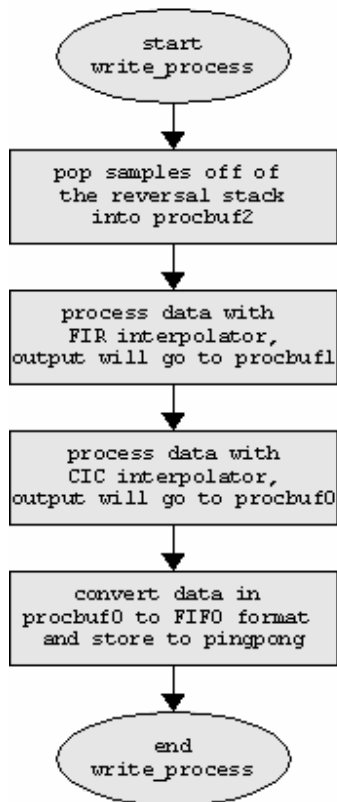 start
write_process
pop samples off of
the reversal stack
into procbuf2
process data with
FIR interpolator,
output will go to procbuf1
process data with
CIC interpolator,
output will go to procbuf0
convert data in
procbuf0 to FIFO format
and store to pingpong
end
write_process